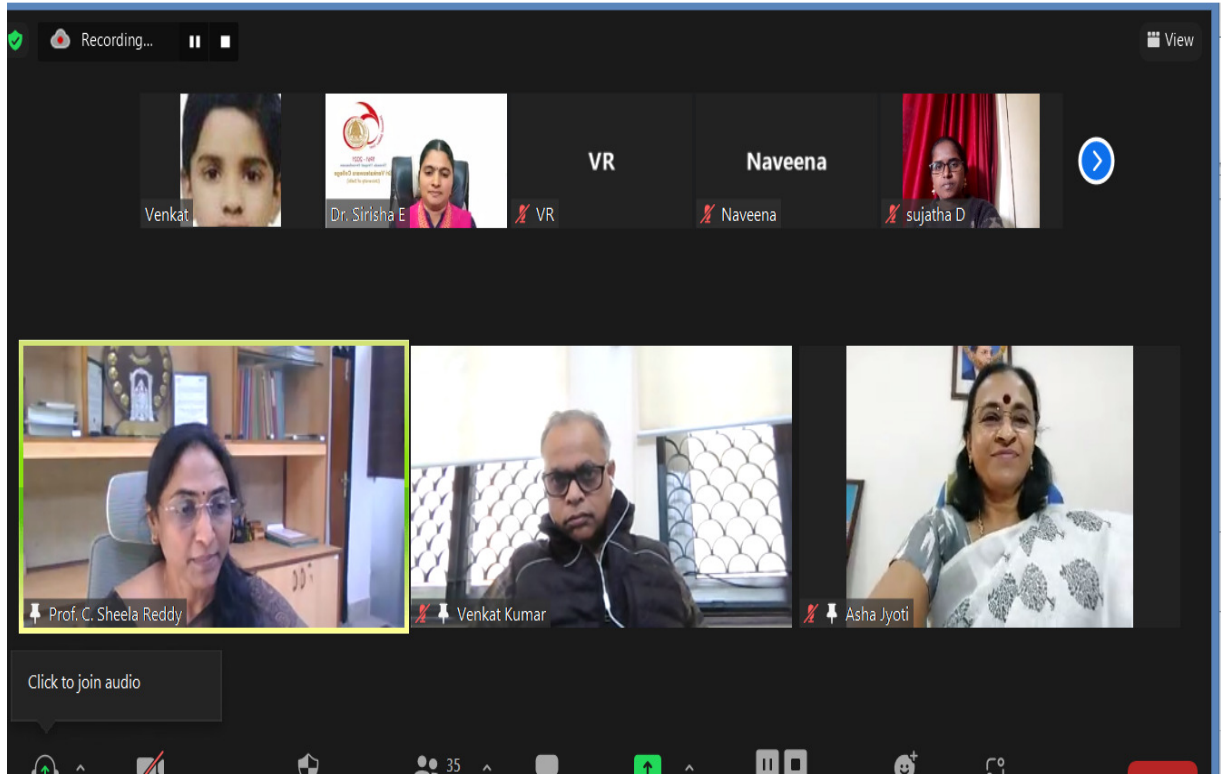 Recording...
View
Venkat
Dr. Sirisha E
VR
VR
Naveena
Naveena
sujatha D
Prof. C. Sheela Reddy
Venkat Kumar
Asha Jyoti
Click to join audio
35